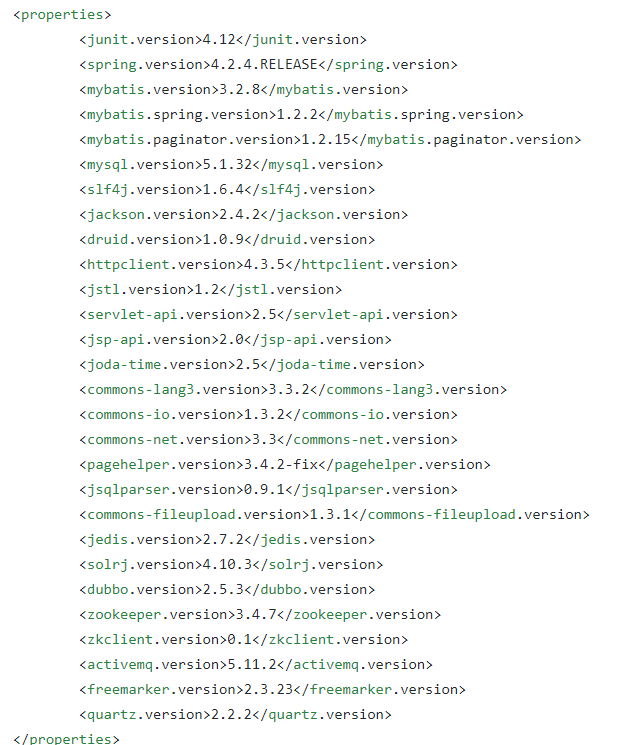 <properties>
<junit.version>4.12</junit.version>
<spring.version>4.2.4.RELEASE</spring.version>
<mybatis.version>3.2.8</mybatis.version>
<mybatis.spring.version>1.2.2</mybatis.spring.version>
<mybatis.paginator.version>1.2.15</mybatis.paginator.version>
<mysql.version>5.1.32</mysql.version>
<slf4j.version>1.6.4</slf4j.version>
<jackson.version>2.4.2</jackson.version>
<druid.version>1.0.9</druid.version>
<httpclient.version>4.3.5</httpclient.version>
<jstl.version>1.2</jstl.version>
<servlet-api.version>2.5</servlet-api.version>
<jsp-api.version>2.0</jsp-api.version>
<joda-time.version>2.5</joda-time.version>
<commons-lang3.version>3.3.2</commons-lang3.version>
<commons-io.version>1.3.2</commons-io.version>
<commons-net.version>3.3</commons-net.version>
<pagehelper.version>3.4.2-fix</pagehelper.version>
<jsqlparser.version>0.9.1</jsqlparser.version>
<commons-fileupload.version>1.3.1</commons-fileupload.version>
<jedis.version>2.7.2</jedis.version>
<solrj.version>4.10.3</solrj.version>
<dubbo.version>2.5.3</dubbo.version>
<zookeeper.version>3.4.7</zookeeper.version>
<zkclient.version>0.1</zkclient.version>
<activemq.version>5.11.2</activemq.version>
<freemarker.version>2.3.23</freemarker.version>
<quartz.version>2.2.2</quartz.version>
</properties>